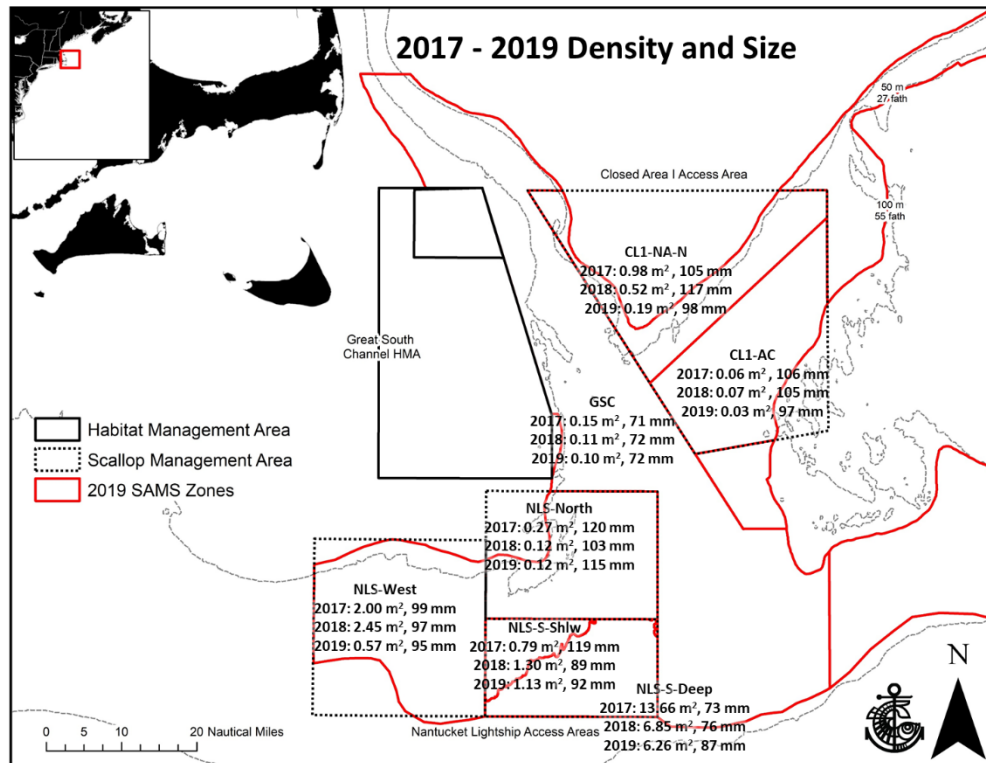 2017 - 2019 Density and Size
50 m
27 fath
Closed Area I Access Area
100 m
55 fath
CL1-NA-N
2017: 0.98 m², 105 mm
2018: 0.52 m², 117 mm
2019: 0.19 m², 98 mm
Great South
Channel HMA
CL1-AC
2017: 0.06 m², 106 mm
2018: 0.07 m², 105 mm
2019: 0.03 m², 97 mm
GSC
2017: 0.15 m², 71 mm
2018: 0.11 m², 72 mm
2019: 0.10 m², 72 mm
Habitat Management Area
Scallop Management Area
2019 SAMS Zones
NLS-North
2017: 0.27 m², 120 mm
2018: 0.12 m², 103 mm
2019: 0.12 m², 115 mm
NLS-West
2017: 2.00 m², 99 mm
2018: 2.45 m², 97 mm
2019: 0.57 m², 95 mm
NLS-S-Shlw
2017: 0.79 m², 119 mm
2018: 1.30 m², 89 mm
2019: 1.13 m², 92 mm
NLS-S-Deep
2017: 13.66 m², 73 mm
2018: 6.85 m², 76 mm
2019: 6.26 m², 87 mm
N
Nantucket Lightship Access Areas
0 5 10 20 Nautical Miles